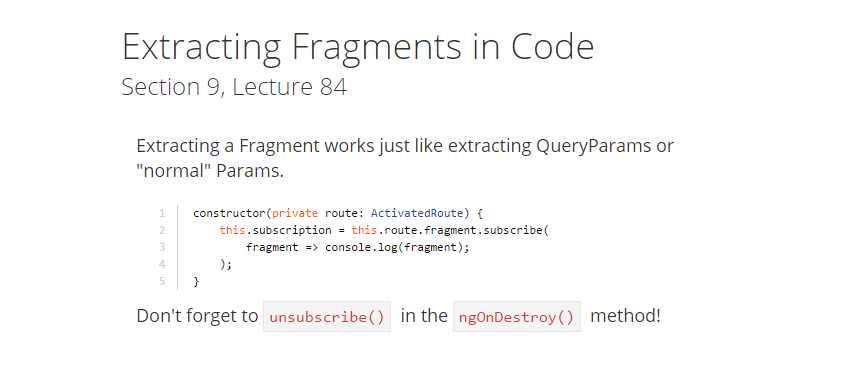 Extracting Fragments in Code
Section 9, Lecture 84
Extracting a Fragment works just like extracting QueryParams or
"normal" Params.
1 constructor(private route: ActivatedRoute) {
2     this.subscription = this.route.fragment.subscribe(
3         fragment => console.log(fragment);
4     );
5 }
Don't forget to unsubscribe() in the ngOnDestroy() method!